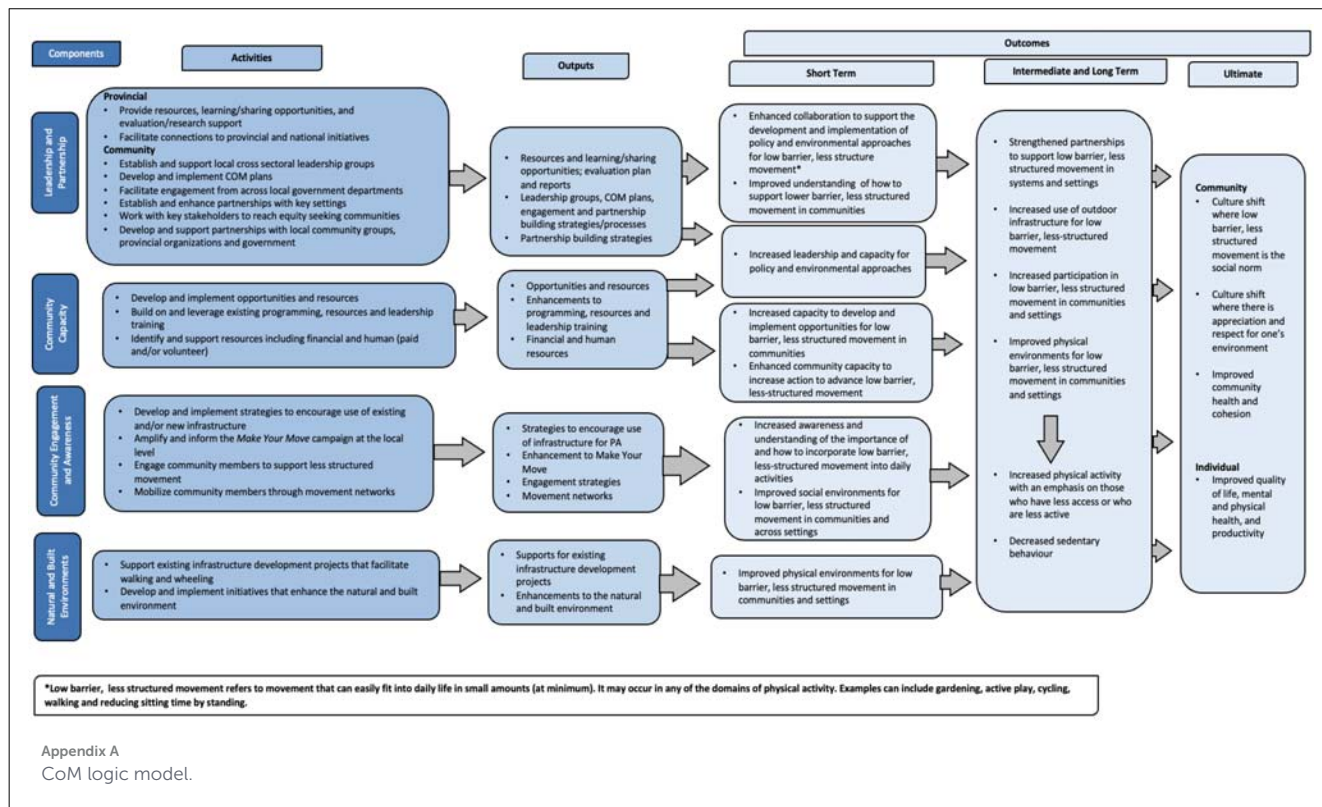 Components
Activities
Outputs
Outcomes
Short Term
Intermediate and Long Term
Ultimate
Leadership and
Partnership
Provincial
• Provide resources, learning/sharing opportunities, and
evaluation/research support
• Facilitate connections to provincial and national initiatives
Community
• Establish and support local cross sectoral leadership groups
• Develop and implement COM plans
• Facilitate engagement from across local government departments
• Establish and enhance partnerships with key settings
• Work with key stakeholders to reach equity seeking communities
• Develop and support partnerships with local community groups,
provincial organizations and government
• Resources and learning/sharing
opportunities; evaluation plan and
reports
• Leadership groups, COM plans,
engagement and partnership
building strategies/processes
• Partnership building strategies
• Enhanced collaboration to support the
development and implementation of
policy and environmental approaches
for low barrier, less structure
movement*
• Improved understanding of how to
support lower barrier, less structured
movement in communities
• Increased leadership and capacity for
policy and environmental approaches
Community
Capacity
• Develop and implement opportunities and resources
• Build on and leverage existing programming, resources and leadership
training
• Identify and support resources including financial and human (paid
and/or volunteer)
• Opportunities and resources
• Enhancements to
programming, resources and
leadership training
• Financial and human
resources
• Increased capacity to develop and
implement opportunities for low
barrier, less structured movement in
communities
• Enhanced community capacity to
increase action to advance low barrier,
less-structured movement
Community Engagement
and Awareness
• Develop and implement strategies to encourage use of existing
and/or new infrastructure
• Amplify and inform the Make Your Move campaign at the local
level
• Engage community members to support less structured
movement
• Mobilize community members through movement networks
• Strategies to encourage use
of infrastructure for PA
• Enhancement to Make Your
Move
• Engagement strategies
• Movement networks
• Increased awareness and
understanding of the importance of
and how to incorporate low barrier,
less-structured movement into daily
activities
• Improved social environments for
low barrier, less structured
movement in communities and
across settings
Natural and Built
Environments
• Support existing infrastructure development projects that facilitate
walking and wheeling
• Develop and implement initiatives that enhance the natural and built
environment
• Supports for existing
infrastructure development
projects
• Enhancements to the natural
and built environment
• Improved physical environments for low
barrier, less structured movement in
communities and settings
• Strengthened partnerships
to support low barrier, less
structured movement in
systems and settings
• Increased use of outdoor
infrastructure for low
barrier, less-structured
movement
• Increased participation in
low barrier, less structured
movement in communities
and settings
• Improved physical
environments for low
barrier, less structured
movement in communities
and settings
• Increased physical activity
with an emphasis on those
who have less access or who
are less active
• Decreased sedentary
behaviour
Community
• Culture shift
where low
barrier, less
structured
movement is the
social norm
• Culture shift
where there is
appreciation and
respect for one's
environment
• Improved
community
health and
cohesion
Individual
• Improved quality
of life, mental
and physical
health, and
productivity
*Low barrier, less structured movement refers to movement that can easily fit into daily life in small amounts (at minimum). It may occur in any of the domains of physical activity. Examples can include gardening, active play, cycling,
walking and reducing sitting time by standing.
Appendix A
CoM logic model.